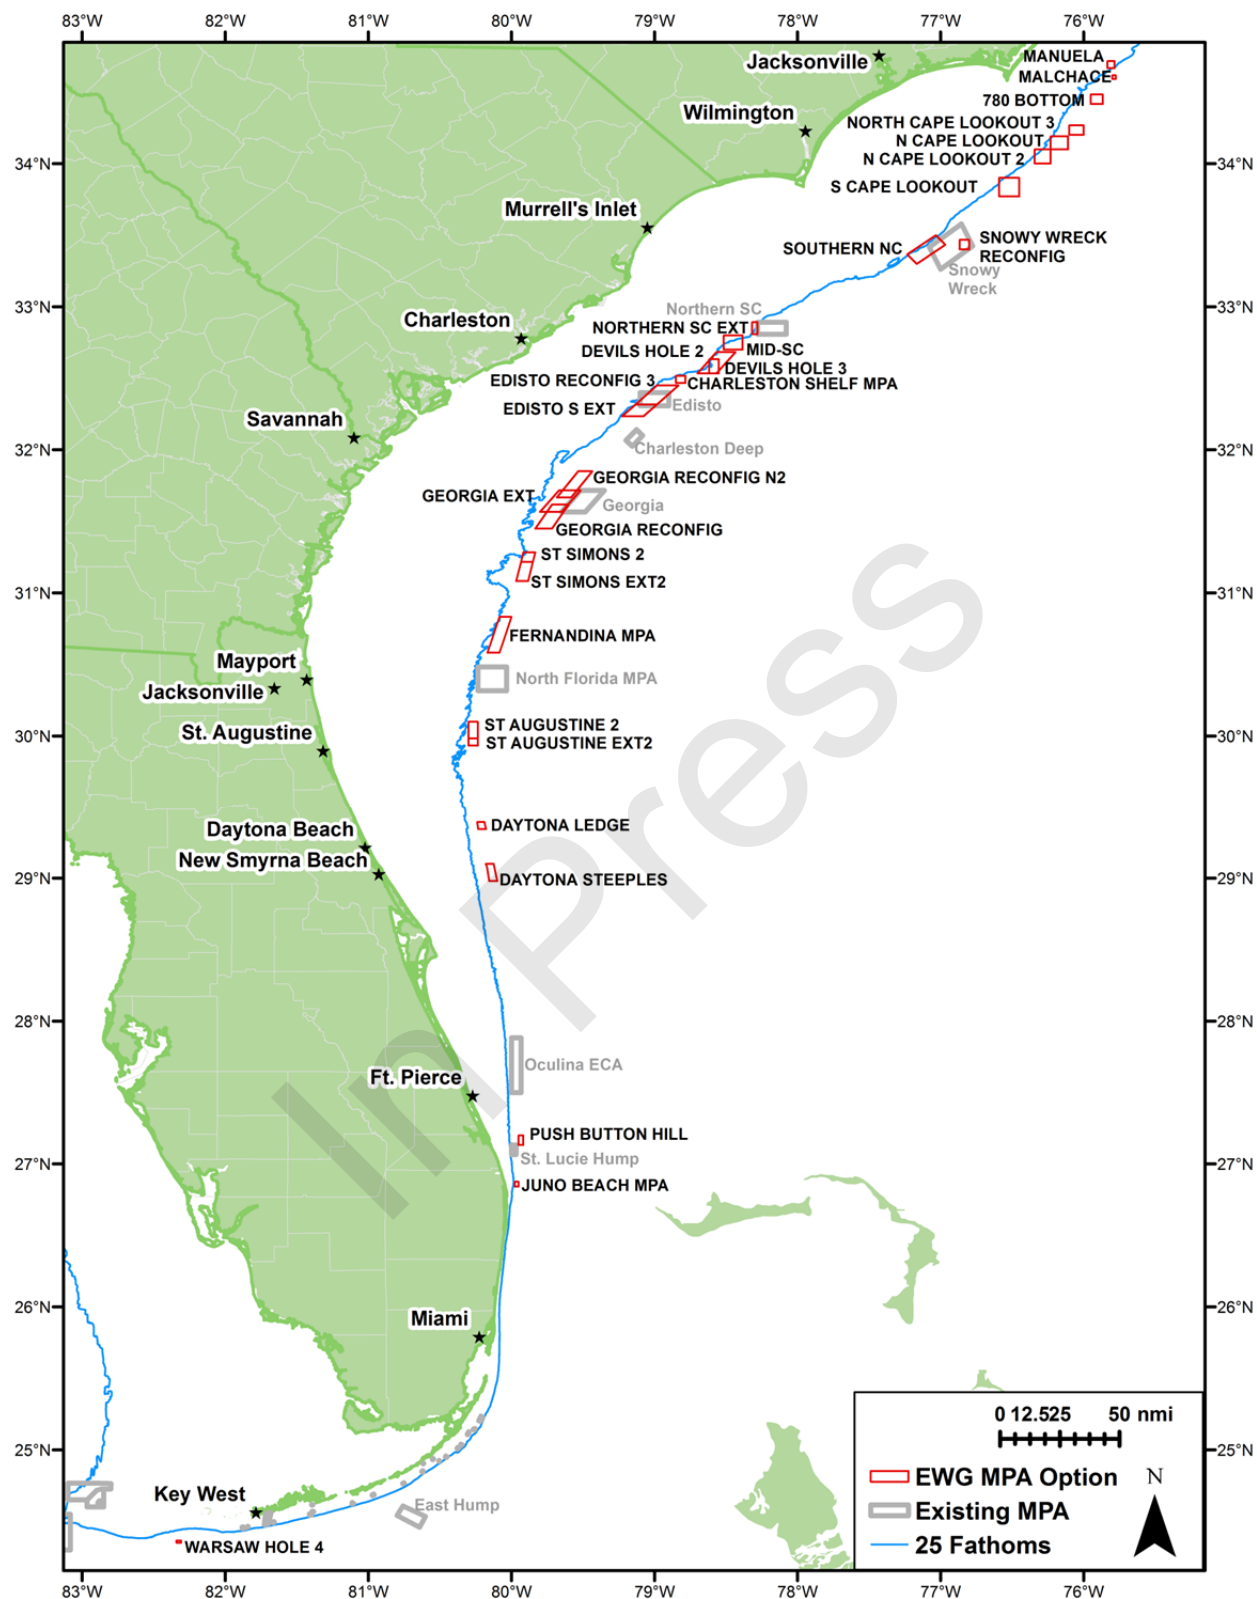 83°W 82°W 81°W 80°W 79°W 78°W 77°W 76°W
Jacksonville
MANUELA
MALCHACE
780 BOTTOM
Wilmington
NORTH CAPE LOOKOUT 3
N CAPE LOOKOUT
N CAPE LOOKOUT 2
34°N
34°N
S CAPE LOOKOUT
Murrell's Inlet
SOUTHERN NC
SNOWY WRECK
RECONFIG
Snowy
Wreck
33°N
33°N
Northern SC
Charleston
NORTHERN SC EXT
DEVILS HOLE 2
MID-SC
DEVILS HOLE 3
EDISTO RECONFIG 3
CHARLESTON SHELF MPA
EDISTO S EXT
Edisto
Savannah
32°N
32°N
Charleston Deep
GEORGIA RECONFIG N2
GEORGIA EXT
Georgia
GEORGIA RECONFIG
ST SIMONS 2
ST SIMONS EXT2
31°N
31°N
FERNANDINA MPA
Mayport
North Florida MPA
Jacksonville
St. Augustine
ST AUGUSTINE 2
ST AUGUSTINE EXT2
30°N
30°N
Daytona Beach
DAYTONA LEDGE
New Smyrna Beach
DAYTONA STEEPLES
29°N
29°N
In Press
28°N
28°N
Oculina ECA
Ft. Pierce
PUSH BUTTON HILL
St. Lucie Hump
27°N
27°N
JUNO BEACH MPA
26°N
26°N
Miami
0 12.525 50 nmi
25°N
25°N
EWG MPA Option
N
Key West
East Hump
Existing MPA
WARSAW HOLE 4
25 Fathoms
83°W 82°W 81°W 80°W 79°W 78°W 77°W 76°W